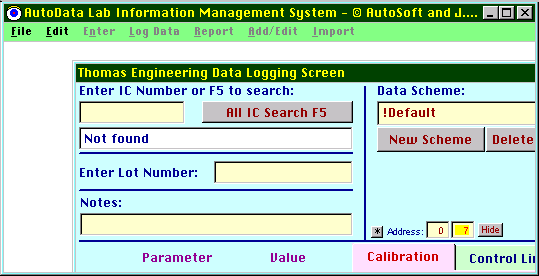 AutoData Lab Information Management System - © AutoSoft and J....
File Edit Enter Log Data Report Add/Edit Import
Thomas Engineering Data Logging Screen
Enter IC Number or F5 to search:
All IC Search F5
Not found
Enter Lot Number:
Notes:
Data Scheme:
!Default
New Scheme Delete
* Address: 0 7 Hide
Parameter Value Calibration Control Li